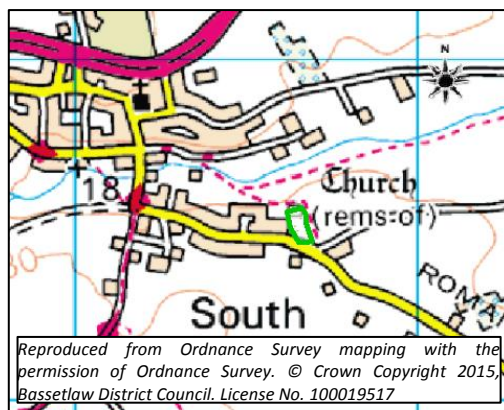 N
Church
18
(rems of)
30
ROMA
South
Reproduced from Ordnance Survey mapping with the
permission of Ordnance Survey. © Crown Copyright 2015,
Bassetlaw District Council. License No. 100019517